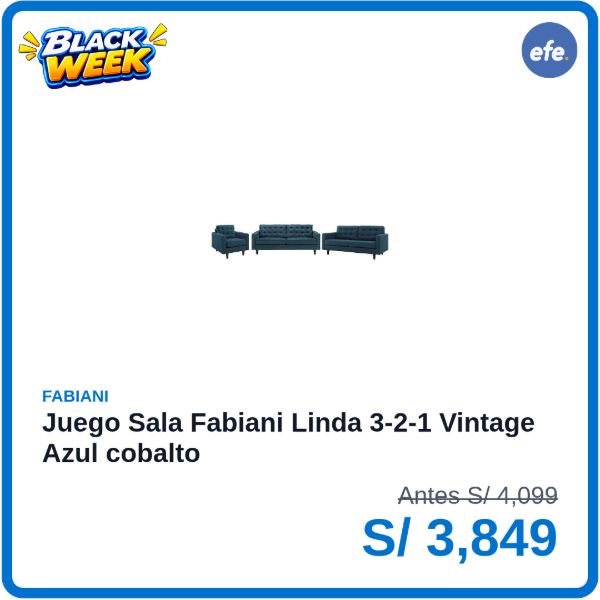 BLACK
WEEK
efe.
FABIANI
Juego Sala Fabiani Linda 3-2-1 Vintage
Azul cobalto
Antes S/ 4,099
S/ 3,849